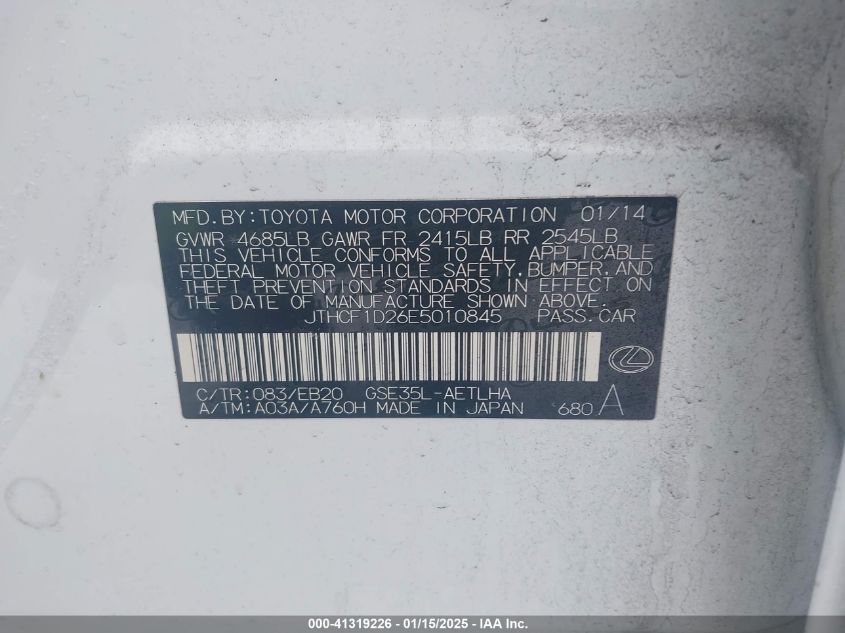 MFD.BY:TOYOTA MOTOR CORPORATION 01/14
GVWR 4685LB GAWR FR 2415LB RR 2545LB
THIS VEHICLE CONFORMS TO ALL APPLICABLE
FEDERAL MOTOR VEHICLE SAFETY,BUMPER,AND
THEFT PREVENTION STANDARDS IN EFFECT ON
THE DATE OF MANUFACTURE SHOWN ABOVE.
JTHCF1D26E5010845 PASS.CAR
C/TR:083/EB20 GSE35L-AETLHA
A/TM:A03A/A760H MADE IN JAPAN 680 A
000-41319226 - 01/15/2025 - IAA Inc.